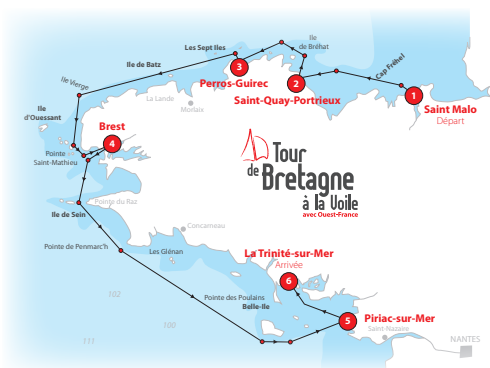 Les Sept Iles
Ile
de Bréhat
Ile de Batz
Cap Fréhel
3
Perros-Guirec
2
Saint-Quay-Portrieux
1
Saint Malo
Départ
Ile Vierge
La Lande
Morlaix
Ile
d'Ouessant
Brest
4
Pointe
Saint-Mathieu
Tour
de Bretagne
à la Voile
avec Ouest-France
Pointe du Raz
Ile de Sein
Concarneau
Pointe de Penmarc'h
Les Glénan
La Trinité-sur-Mer
Arrivée
6
102
Pointe des Poulains
Belle-Ile
5
Piriac-sur-Mer
Saint-Nazaire
100
111
NANTES